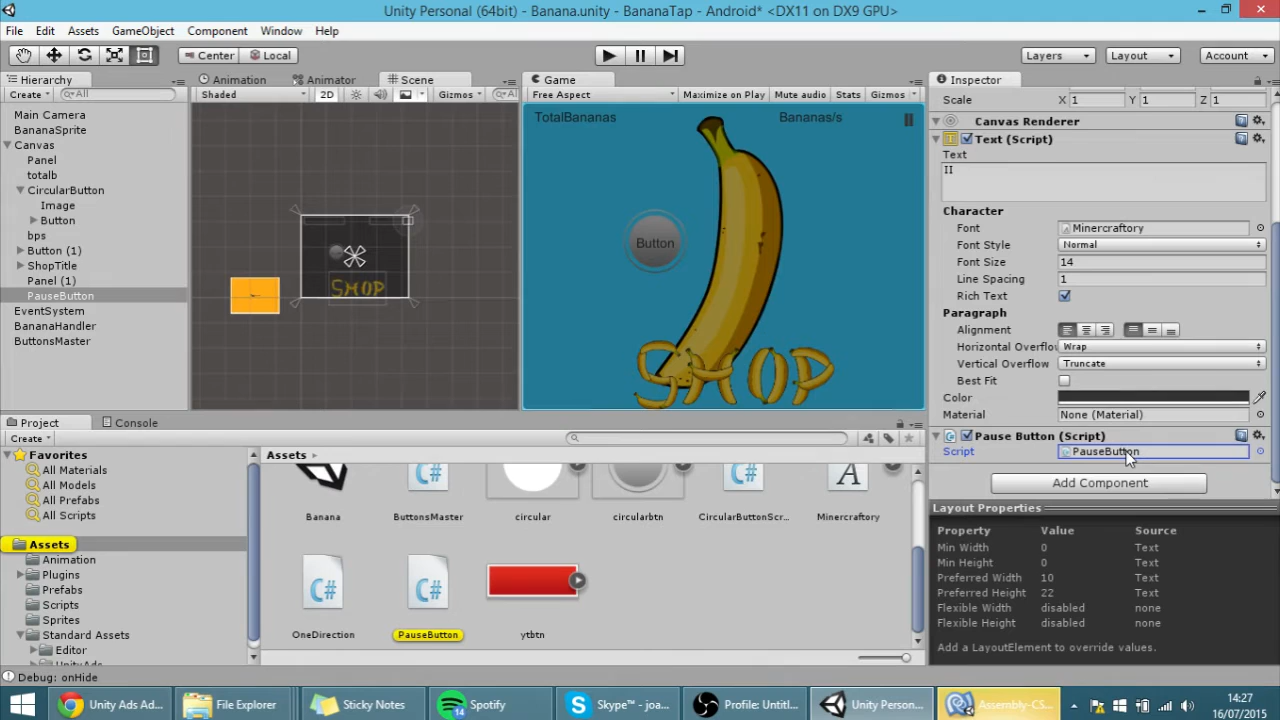 Unity Personal (64bit) - Banana.unity - BananaTap - Android* <DX11 on DX9 GPU>
File Edit Assets GameObject Component Window Help
Center Local Layers Layout Account
Hierarchy
Create All
Main Camera
BananaSprite
Canvas
Panel
totalb
CircularButton
Image
Button
bps
Button (1)
ShopTitle
Panel (1)
PauseButton
EventSystem
BananaHandler
ButtonsMaster
Animation Animator Scene
Shaded 2D Gizmos All
SHOP
Game
Free Aspect Maximize on Play Mute audio Stats Gizmos
TotalBananas Bananas/s
Button
SHOP
Inspector
Scale X 1 Y 1 Z 1
Canvas Renderer
Text (Script)
Text
II
Character
Font Minercraftory
Font Style Normal
Font Size 14
Line Spacing 1
Rich Text
Paragraph
Alignment
Horizontal Overflo Wrap
Vertical Overflow Truncate
Best Fit
Color
Material None (Material)
Pause Button (Script)
Script PauseButton
Add Component
Layout Properties
Property Value Source
Min Width 0 Text
Min Height 0 Text
Preferred Width 10 Text
Preferred Height 22 Text
Flexible Width disabled none
Flexible Height disabled none
Add a LayoutElement to override values.
Project Console
Create
Favorites
All Materials
All Models
All Prefabs
All Scripts
Assets
Animation
Plugins
Prefabs
Scripts
Sprites
Standard Assets
Editor
UnityAds
Assets
Banana ButtonsMaster circular circularbtn CircularButtonScr... Minercraftory
OneDirection PauseButton ytbtn
Debug: onHide
Unity Ads Ad... File Explorer Sticky Notes Spotify Skype™ - joa... Profile: Untitl... Unity Person... Assembly-CS...
14
14:27
16/07/2015